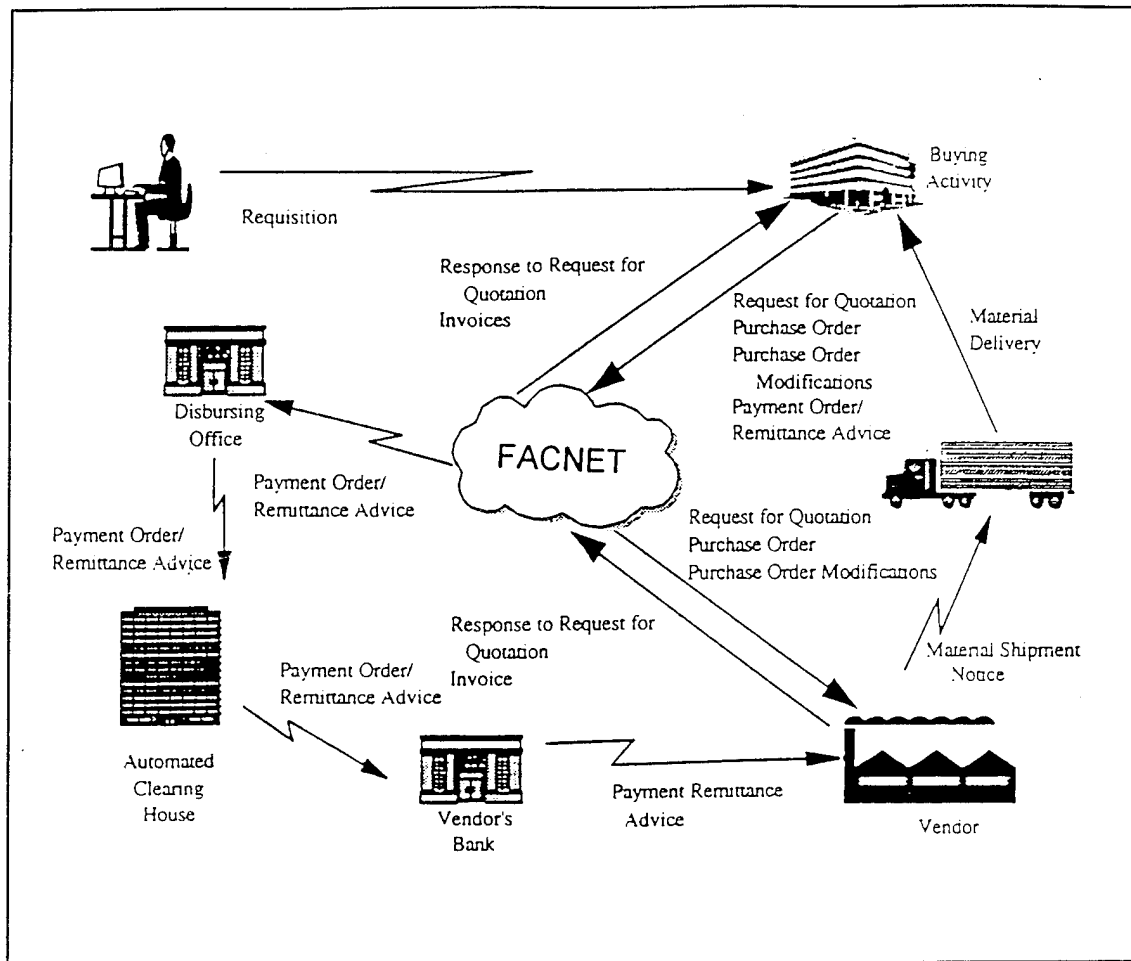 Buying
Activity
Requisition
Response to Request for
Quotation
Invoices
Request for Quotation
Purchase Order
Purchase Order
Modifications
Payment Order/
Remittance Advice
Material
Delivery
Disbursing
Office
FACNET
Payment Order/
Remittance Advice
Payment Order/
Remittance Advice
Request for Quotation
Purchase Order
Purchase Order Modifications
Response to Request for
Quotation
Invoice
Material Shipment
Notice
Payment Order/
Remittance Advice
Automated
Clearing
House
Vendor's
Bank
Payment Remittance
Advice
Vendor